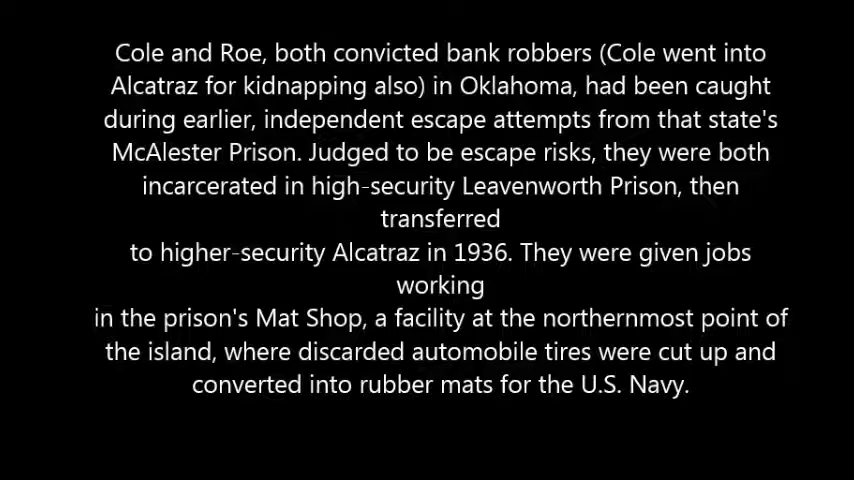 Cole and Roe, both convicted bank robbers (Cole went into
Alcatraz for kidnapping also) in Oklahoma, had been caught
during earlier, independent escape attempts from that state's
McAlester Prison. Judged to be escape risks, they were both
incarcerated in high-security Leavenworth Prison, then
transferred
to higher-security Alcatraz in 1936. They were given jobs
working
in the prison's Mat Shop, a facility at the northernmost point of
the island, where discarded automobile tires were cut up and
converted into rubber mats for the U.S. Navy.